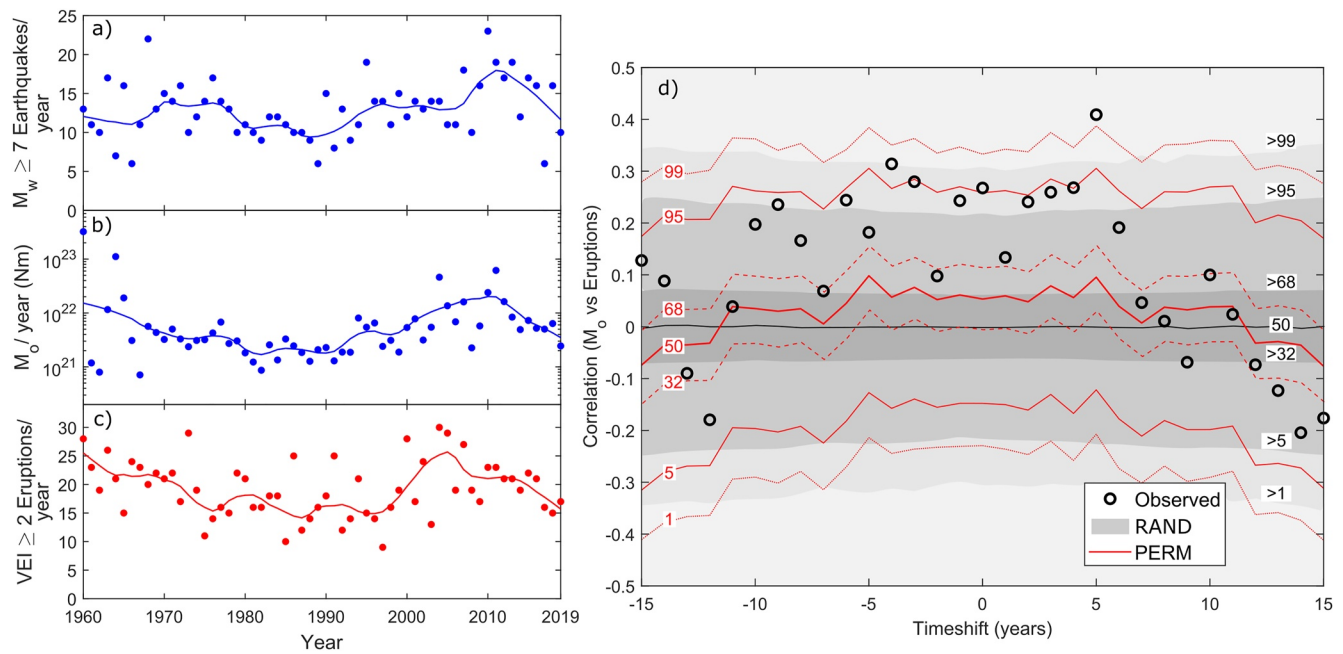 a)
25
20
15
10
5
0
M_w ≥ 7 Earthquakes/
year
b)
10^23
10^22
10^21
M_o/ year (Nm)
c)
30
25
20
15
10
5
0
VEI ≥ 2 Eruptions/
year
1960 1970 1980 1990 2000 2010 2019
Year
d)
0.5
0.4
0.3
0.2
0.1
0
-0.1
-0.2
-0.3
-0.4
-0.5
Correlation (M_o vs Eruptions)
99
95
68
50
32
5
1
>99
>95
>68
50
>32
>5
>1
Observed
RAND
PERM
-15 -10 -5 0 5 10 15
Timeshift (years)